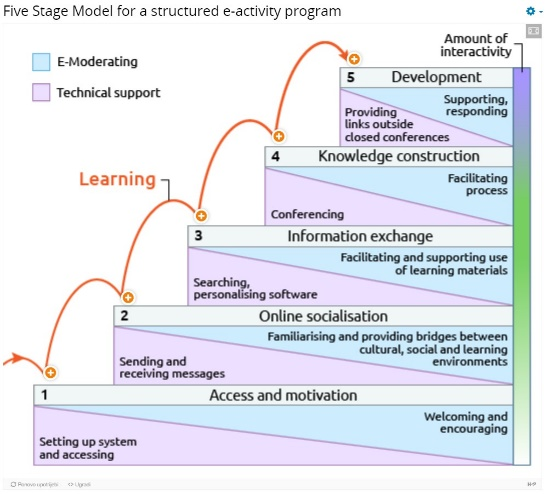 Five Stage Model for a structured e-activity program
Amount of
interactivity
E-Moderating
Technical support
Learning
5 Development
Supporting,
responding
Providing
links outside
closed conferences
4 Knowledge construction
Facilitating
process
Conferencing
3 Information exchange
Facilitating and supporting use
of learning materials
Searching,
personalising software
2 Online socialisation
Familiarising and providing bridges between
cultural, social and learning
environments
Sending and
receiving messages
1 Access and motivation
Welcoming and
encouraging
Setting up system
and accessing